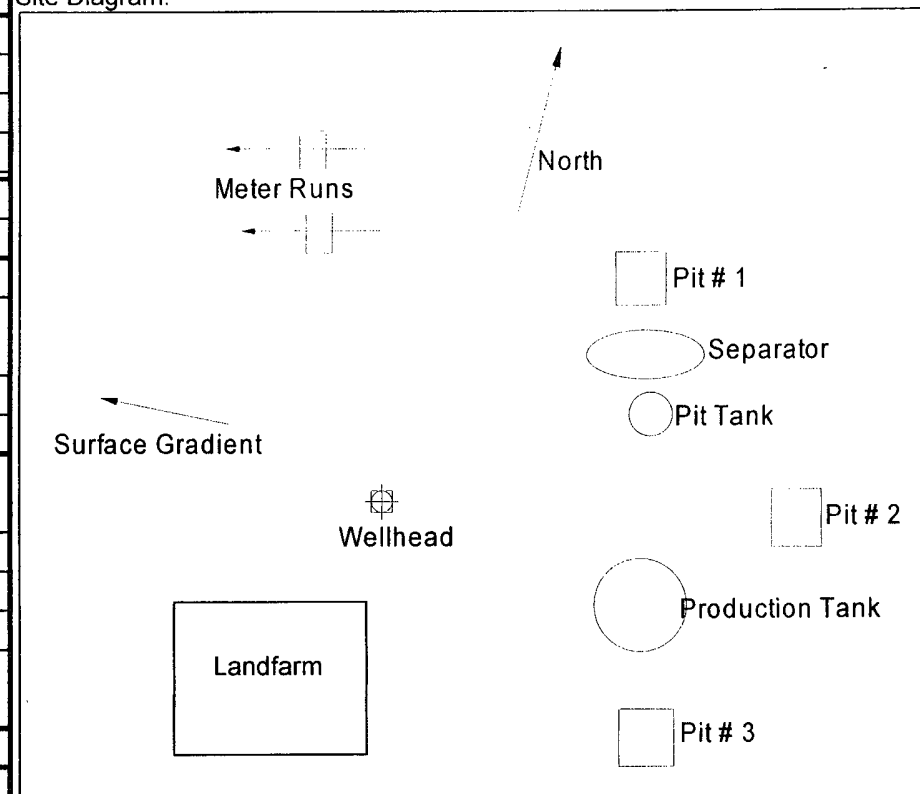 Site Diagram:
North
Meter Runs
Pit # 1
Separator
Pit Tank
Surface Gradient
Pit # 2
Wellhead
Production Tank
Landfarm
Pit # 3